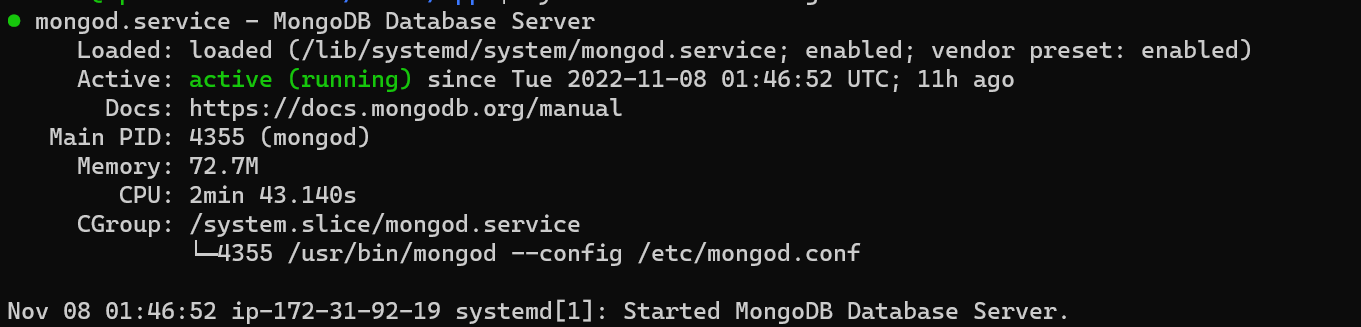 ● mongod.service - MongoDB Database Server
Loaded: loaded (/lib/systemd/system/mongod.service; enabled; vendor preset: enabled)
Active: active (running) since Tue 2022-11-08 01:46:52 UTC; 11h ago
Docs: https://docs.mongodb.org/manual
Main PID: 4355 (mongod)
Memory: 72.7M
CPU: 2min 43.140s
CGroup: /system.slice/mongod.service
└─4355 /usr/bin/mongod --config /etc/mongod.conf
Nov 08 01:46:52 ip-172-31-92-19 systemd[1]: Started MongoDB Database Server.